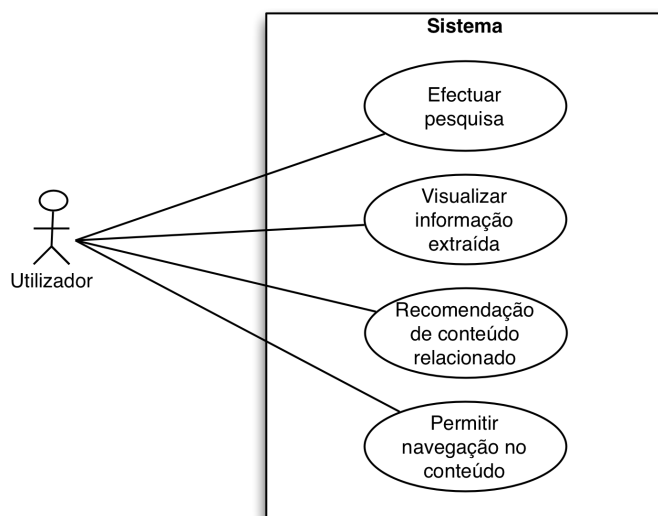 Sistema
Efectuar
pesquisa
Visualizar
informação
extraída
Utilizador
Recomendação
de conteúdo
relacionado
Permitir
navegação no
conteúdo